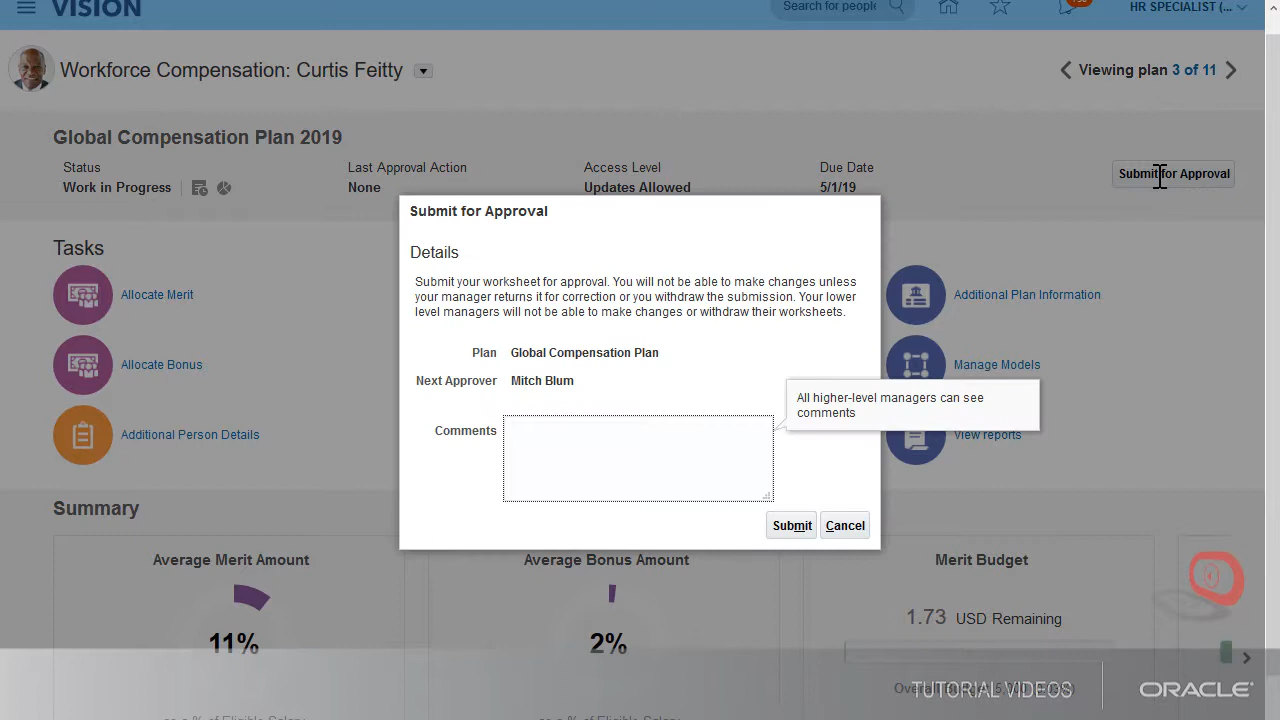 VISION
Search for people
HR SPECIALIST (...
Workforce Compensation: Curtis Feitty
Viewing plan 3 of 11
Global Compensation Plan 2019
Status
Last Approval Action
Access Level
Due Date
Work in Progress
None
Updates Allowed
5/1/19
Submit for Approval
Tasks
Allocate Merit
Allocate Bonus
Additional Person Details
Additional Plan Information
Manage Models
View reports
Submit for Approval
Details
Submit your worksheet for approval. You will not be able to make changes unless
your manager returns it for correction or you withdraw the submission. Your lower
level managers will not be able to make changes or withdraw their worksheets.
Plan Global Compensation Plan
Next Approver Mitch Blum
Comments
All higher-level managers can see
comments
Submit
Cancel
Summary
Average Merit Amount
11%
Average Bonus Amount
2%
Merit Budget
1.73 USD Remaining
TUTORIAL VIDEOS
ORACLE